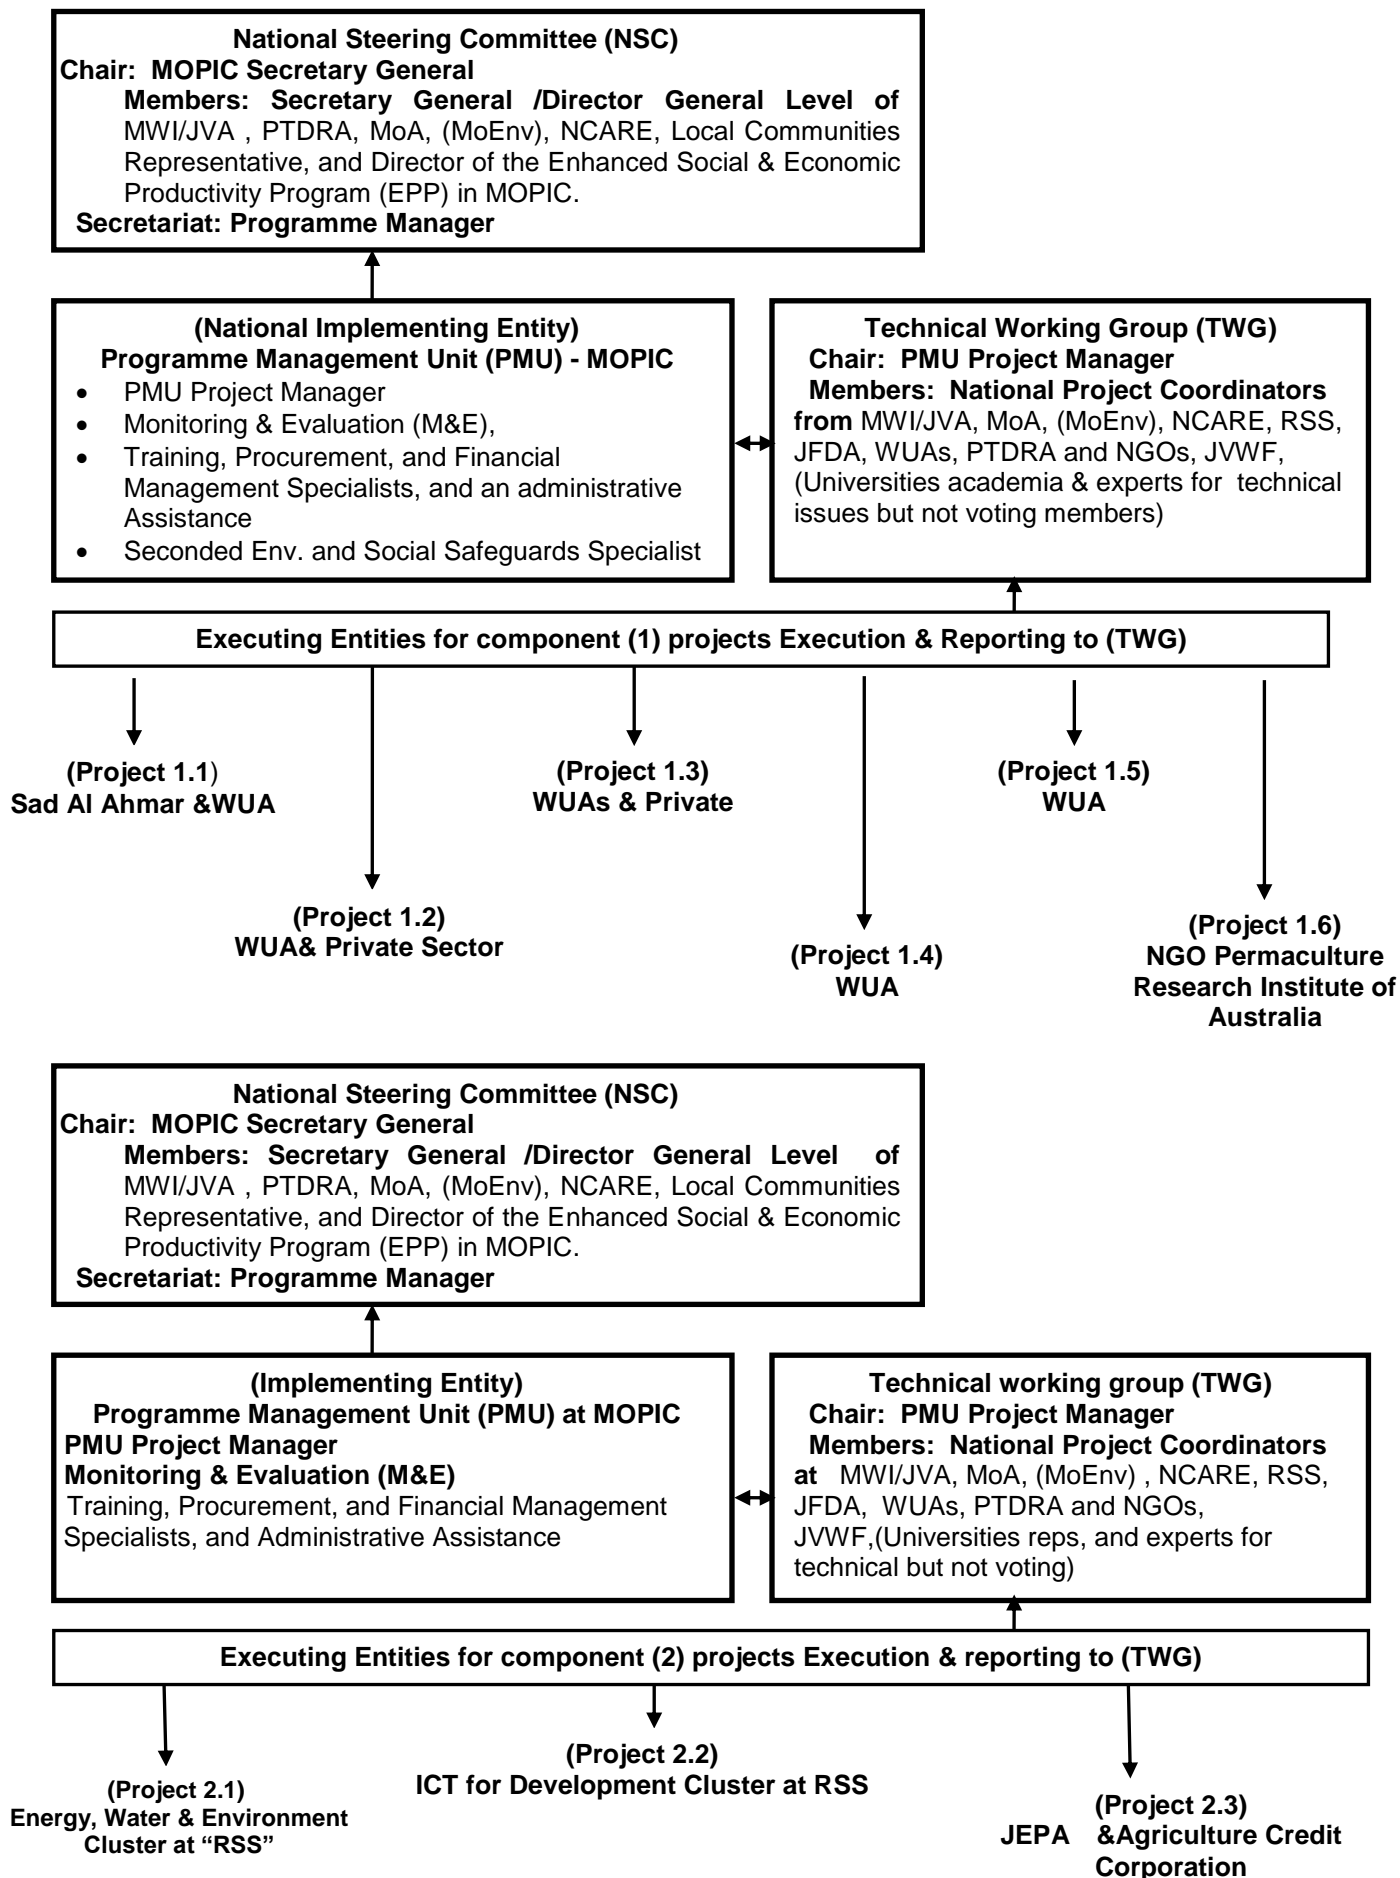 National Steering Committee (NSC)
Chair: MOPIC Secretary General
Members: Secretary General /Director General Level of
MWI/JVA , PTDRA, MoA, (MoEnv), NCARE, Local Communities
Representative, and Director of the Enhanced Social & Economic
Productivity Program (EPP) in MOPIC.
Secretariat: Programme Manager
(National Implementing Entity)
Programme Management Unit (PMU) - MOPIC
• PMU Project Manager
• Monitoring & Evaluation (M&E),
• Training, Procurement, and Financial
Management Specialists, and an administrative
Assistance
• Seconded Env. and Social Safeguards Specialist
Technical Working Group (TWG)
Chair: PMU Project Manager
Members: National Project Coordinators
from MWI/JVA, MoA, (MoEnv), NCARE, RSS,
JFDA, WUAs, PTDRA and NGOs, JVWF,
(Universities academia & experts for technical
issues but not voting members)
Executing Entities for component (1) projects Execution & Reporting to (TWG)
(Project 1.1)
Sad Al Ahmar &WUA
(Project 1.3)
WUAs & Private
(Project 1.5)
WUA
(Project 1.2)
WUA& Private Sector
(Project 1.4)
WUA
(Project 1.6)
NGO Permaculture
Research Institute of
Australia
National Steering Committee (NSC)
Chair: MOPIC Secretary General
Members: Secretary General /Director General Level of
MWI/JVA , PTDRA, MoA, (MoEnv), NCARE, Local Communities
Representative, and Director of the Enhanced Social & Economic
Productivity Program (EPP) in MOPIC.
Secretariat: Programme Manager
(Implementing Entity)
Programme Management Unit (PMU) at MOPIC
PMU Project Manager
Monitoring & Evaluation (M&E)
Training, Procurement, and Financial Management
Specialists, and Administrative Assistance
Technical working group (TWG)
Chair: PMU Project Manager
Members: National Project Coordinators
at MWI/JVA, MoA, (MoEnv) , NCARE, RSS,
JFDA, WUAs, PTDRA and NGOs,
JVWF,(Universities reps, and experts for
technical but not voting)
Executing Entities for component (2) projects Execution & reporting to (TWG)
(Project 2.1)
Energy, Water & Environment
Cluster at “RSS”
(Project 2.2)
ICT for Development Cluster at RSS
(Project 2.3)
JEPA &Agriculture Credit
Corporation